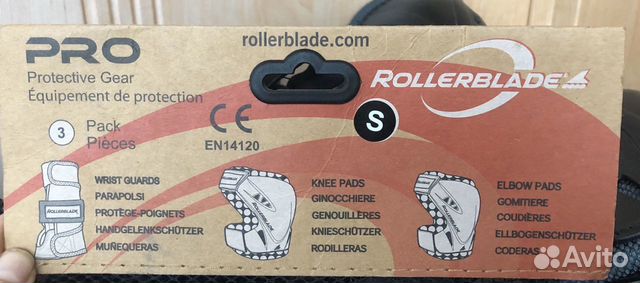 PRO
Protective Gear
Équipement de protection
3 Pack
Pièces
rollerblade.com
CE
EN14120
S
ROLLERBLADE
ROLLERBLADE
WRIST GUARDS
PARAPOLSI
PROTÈGE-POIGNETS
HANDGELENKSCHÜTZER
MUÑEQUERAS
KNEE PADS
GINOCCHIERE
GENOUILLÈRES
KNIESCHÜTZER
RODILLERAS
ELBOW PADS
GOMITIERE
COUDIÈRES
ELLBOGENSCHÜTZER
CODERAS
Avito